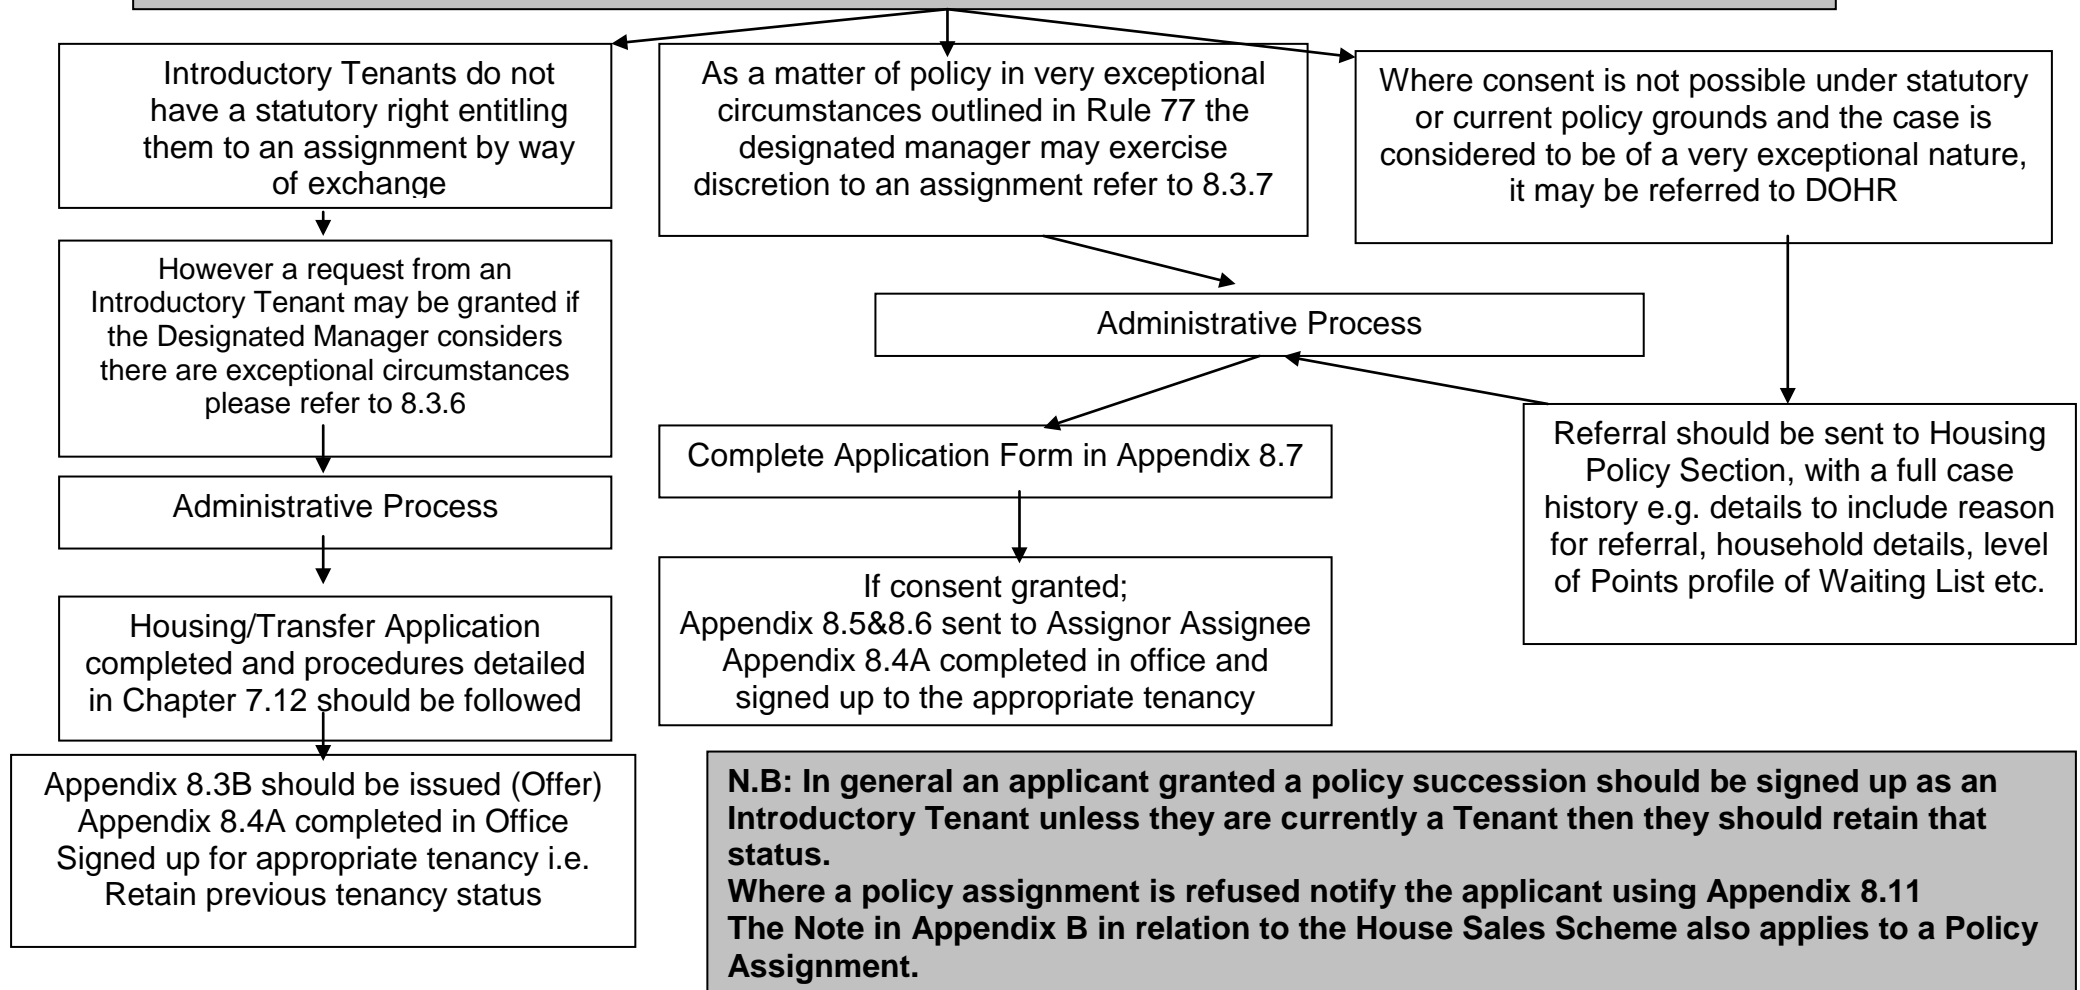 Introductory Tenants do not
have a statutory right entitling
them to an assignment by way
of exchange
However a request from an
Introductory Tenant may be granted if
the Designated Manager considers
there are exceptional circumstances
please refer to 8.3.6
Administrative Process
Housing/Transfer Application
completed and procedures detailed
in Chapter 7.12 should be followed
Appendix 8.3B should be issued (Offer)
Appendix 8.4A completed in Office
Signed up for appropriate tenancy i.e.
Retain previous tenancy status
As a matter of policy in very exceptional
circumstances outlined in Rule 77 the
designated manager may exercise
discretion to an assignment refer to 8.3.7
Administrative Process
Complete Application Form in Appendix 8.7
If consent granted;
Appendix 8.5&8.6 sent to Assignor Assignee
Appendix 8.4A completed in office and
signed up to the appropriate tenancy
Where consent is not possible under statutory
or current policy grounds and the case is
considered to be of a very exceptional nature,
it may be referred to DOHR
Referral should be sent to Housing
Policy Section, with a full case
history e.g. details to include reason
for referral, household details, level
of Points profile of Waiting List etc.
N.B: In general an applicant granted a policy succession should be signed up as an
Introductory Tenant unless they are currently a Tenant then they should retain that
status.
Where a policy assignment is refused notify the applicant using Appendix 8.11
The Note in Appendix B in relation to the House Sales Scheme also applies to a Policy
Assignment.